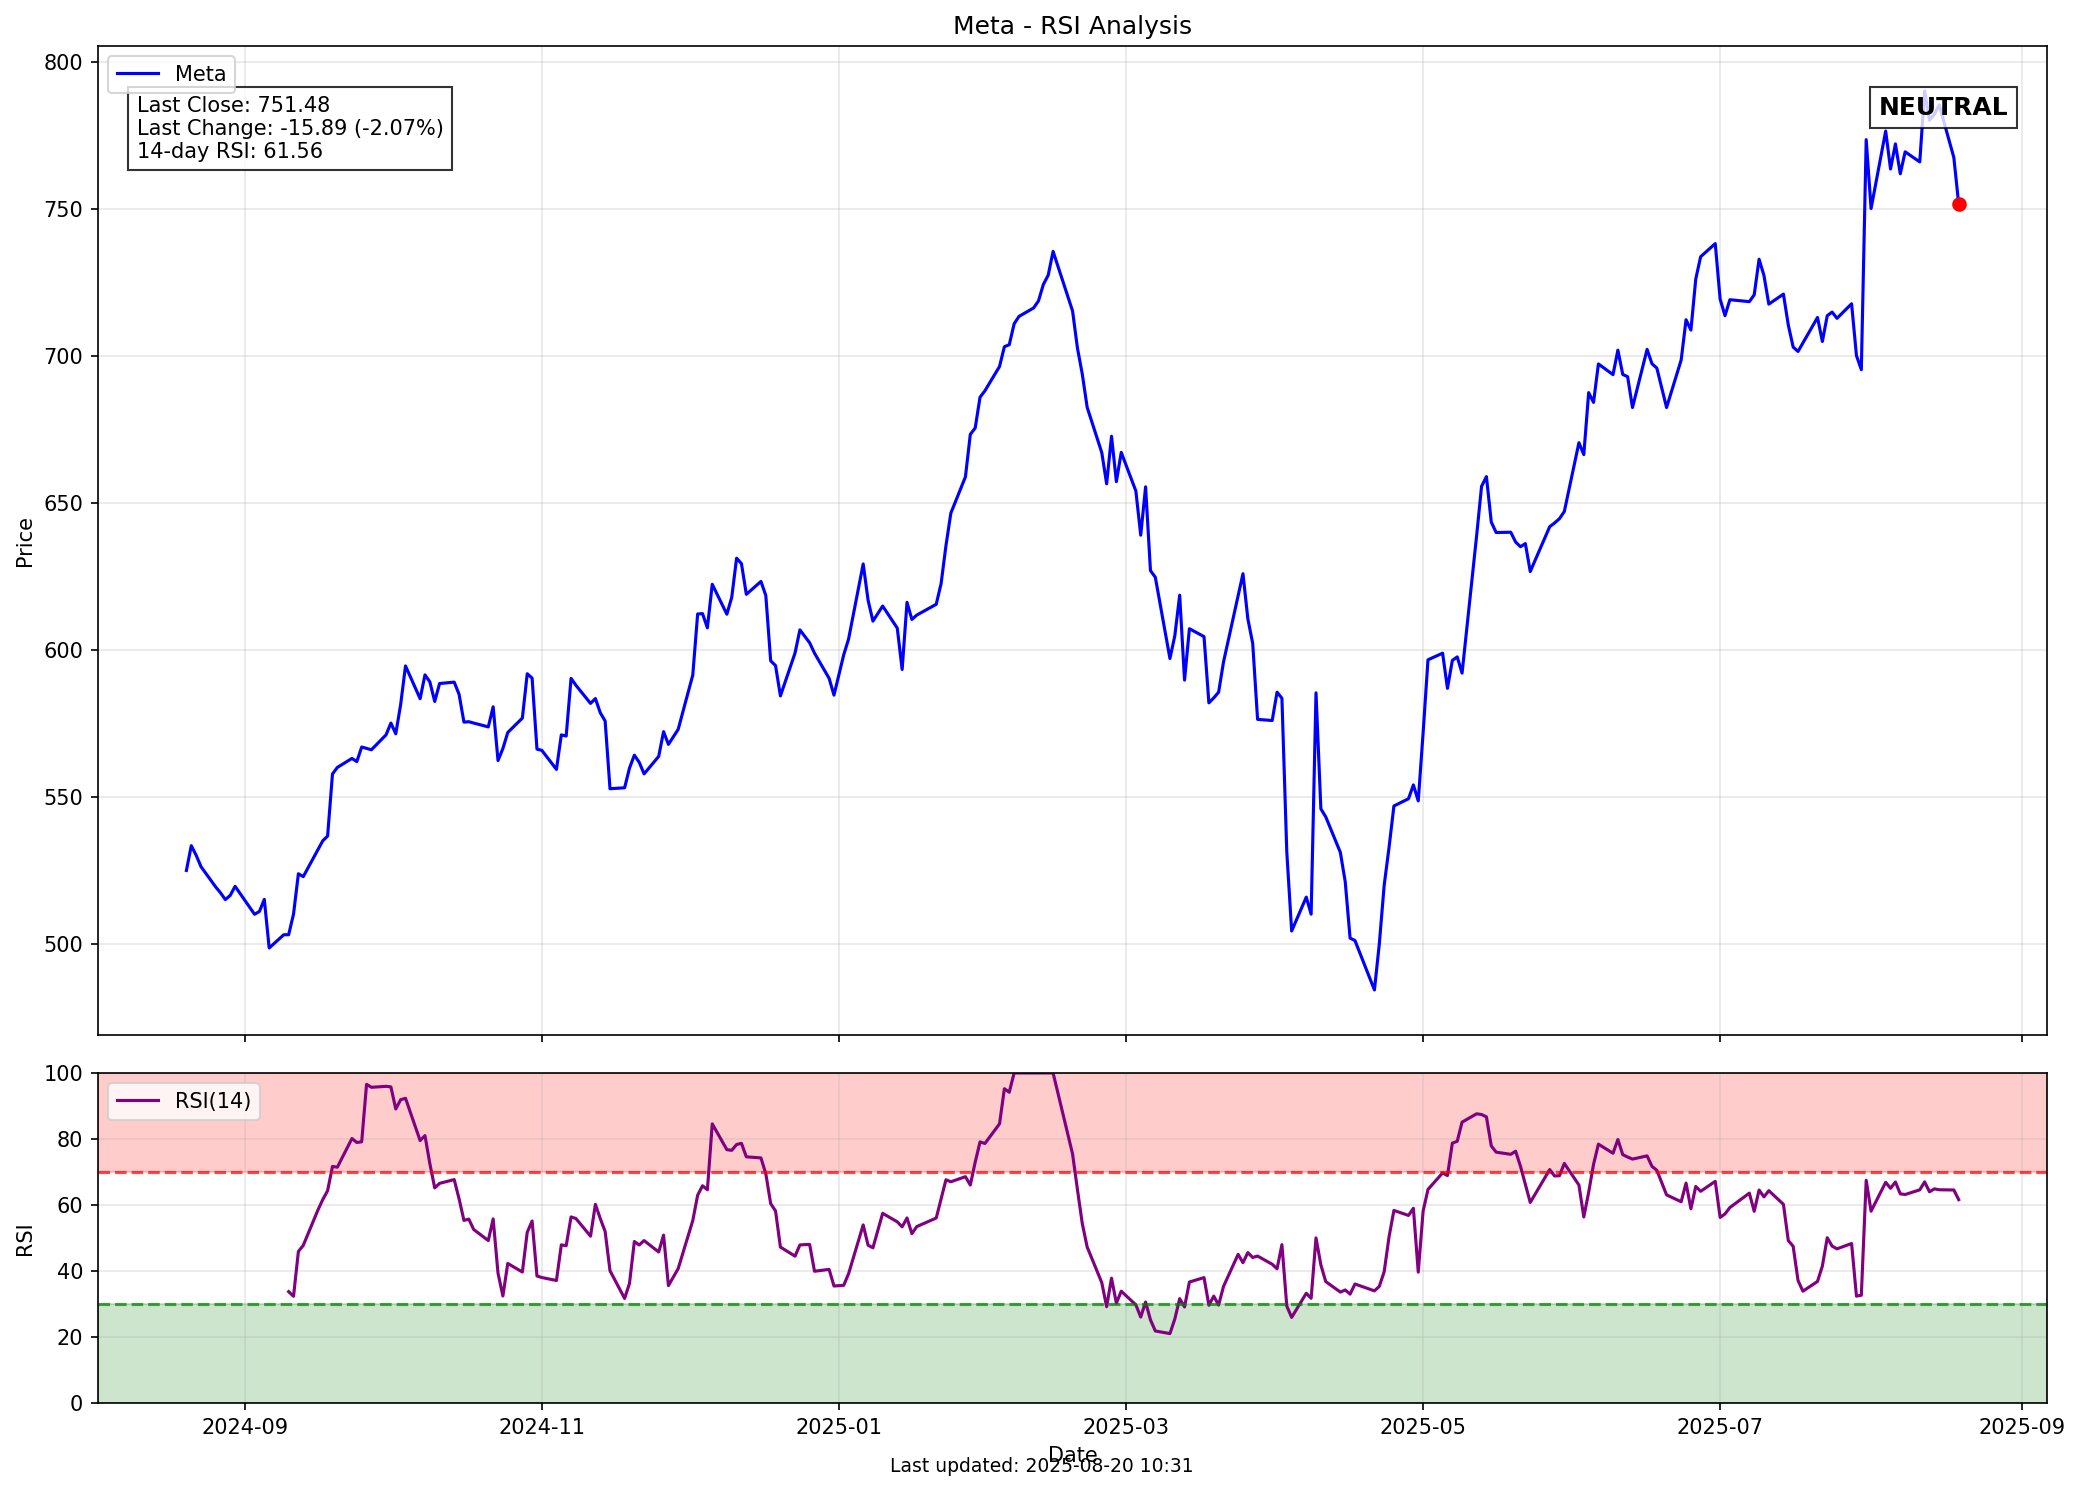 Meta - RSI Analysis
Meta
Last Close: 751.48
Last Change: -15.89 (-2.07%)
14-day RSI: 61.56
NEUTRAL
Price
800
750
700
650
600
550
500
RSI(14)
RSI
100
80
60
40
20
0
2024-09
2024-11
2025-01
2025-03
2025-05
2025-07
2025-09
Date
Last updated: 2025-08-20 10:31